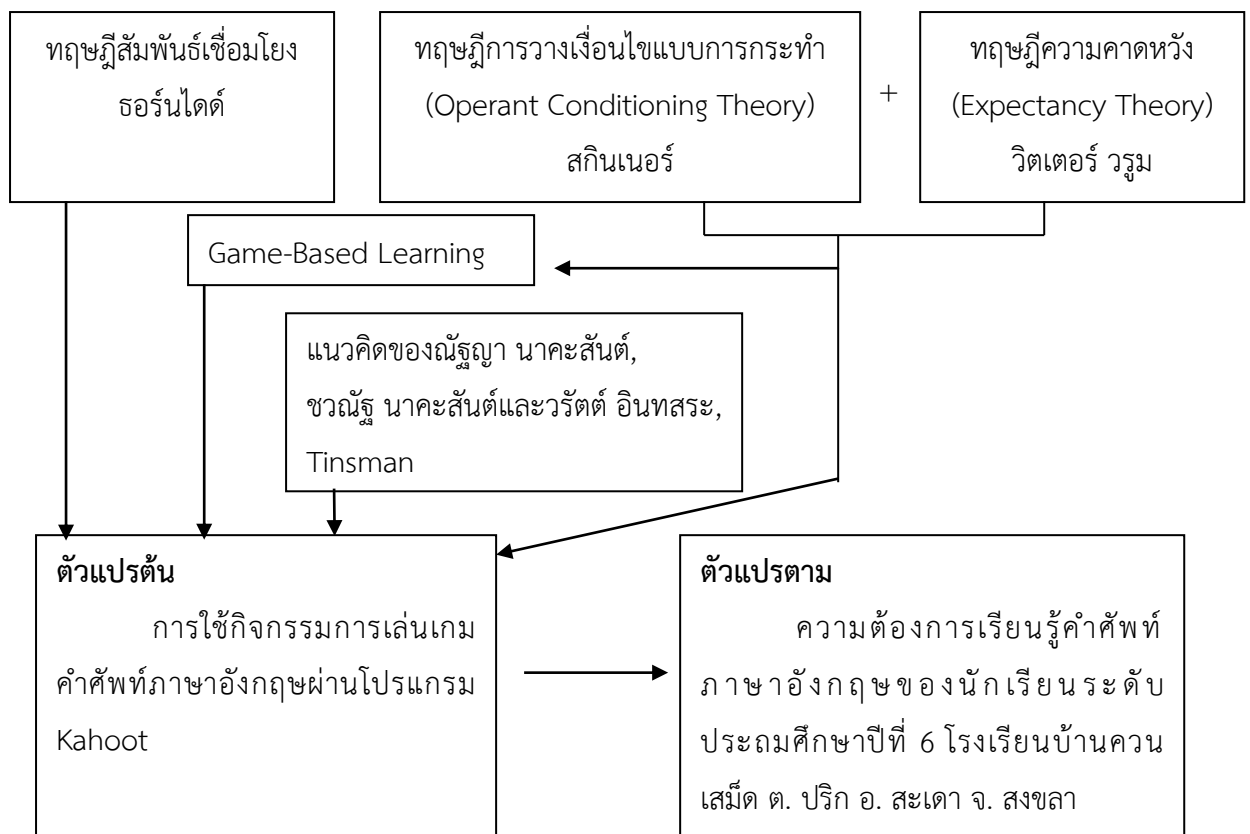 ทฤษฎีสัมพันธ์เชื่อมโยง
ธอร์นไดด์
ทฤษฎีการวางเงื่อนไขแบบการกระทำ
(Operant Conditioning Theory)
สกินเนอร์
+
ทฤษฎีความคาดหวัง
(Expectancy Theory)
วิตเตอร์ วรูม
Game-Based Learning
แนวคิดของณัฐญา นาคะสันต์,
ชวณัฐ นาคะสันต์และวรัตต์ อินทสระ,
Tinsman
ตัวแปรต้น
การใช้กิจกรรมการเล่นเกม
คำศัพท์ภาษาอังกฤษผ่านโปรแกรม
Kahoot
ตัวแปรตาม
ความต้องการเรียนรู้คำศัพท์
ภาษาอังกฤษของนักเรียนระดับ
ประถมศึกษาปีที่ 6 โรงเรียนบ้านควน
เสม็ด ต. ปริก อ. สะเดา จ. สงขลา